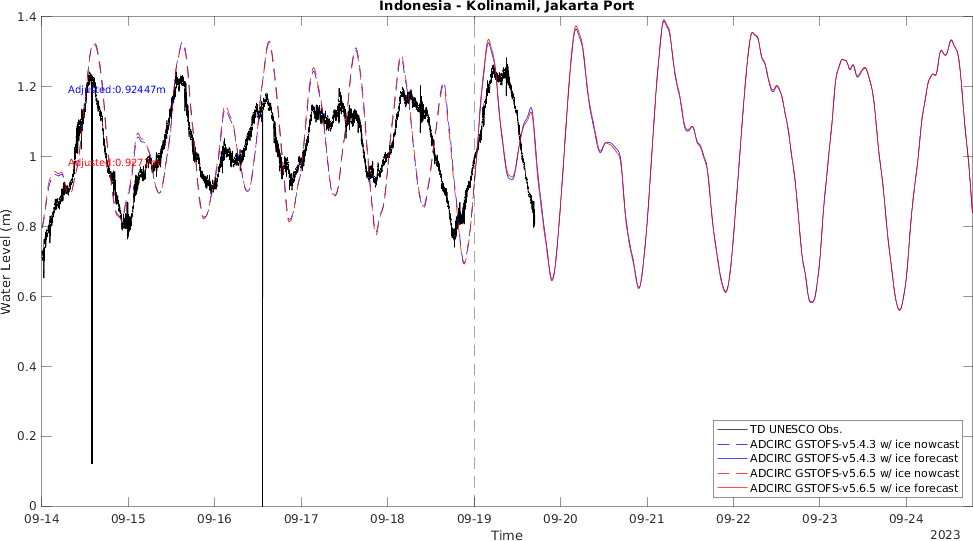 Indonesia - Kolinamil, Jakarta Port
1.4
1.2
1
0.8
0.6
0.4
0.2
0
Water Level (m)
Adjusted:0.92447m
TD UNESCO Obs.
ADCIRC GSTOFS-v5.4.3 w/ ice nowcast
ADCIRC GSTOFS-v5.4.3 w/ ice forecast
ADCIRC GSTOFS-v5.6.5 w/ ice nowcast
ADCIRC GSTOFS-v5.6.5 w/ ice forecast
09-14 09-15 09-16 09-17 09-18 09-19 09-20 09-21 09-22 09-23 09-24
Time
2023